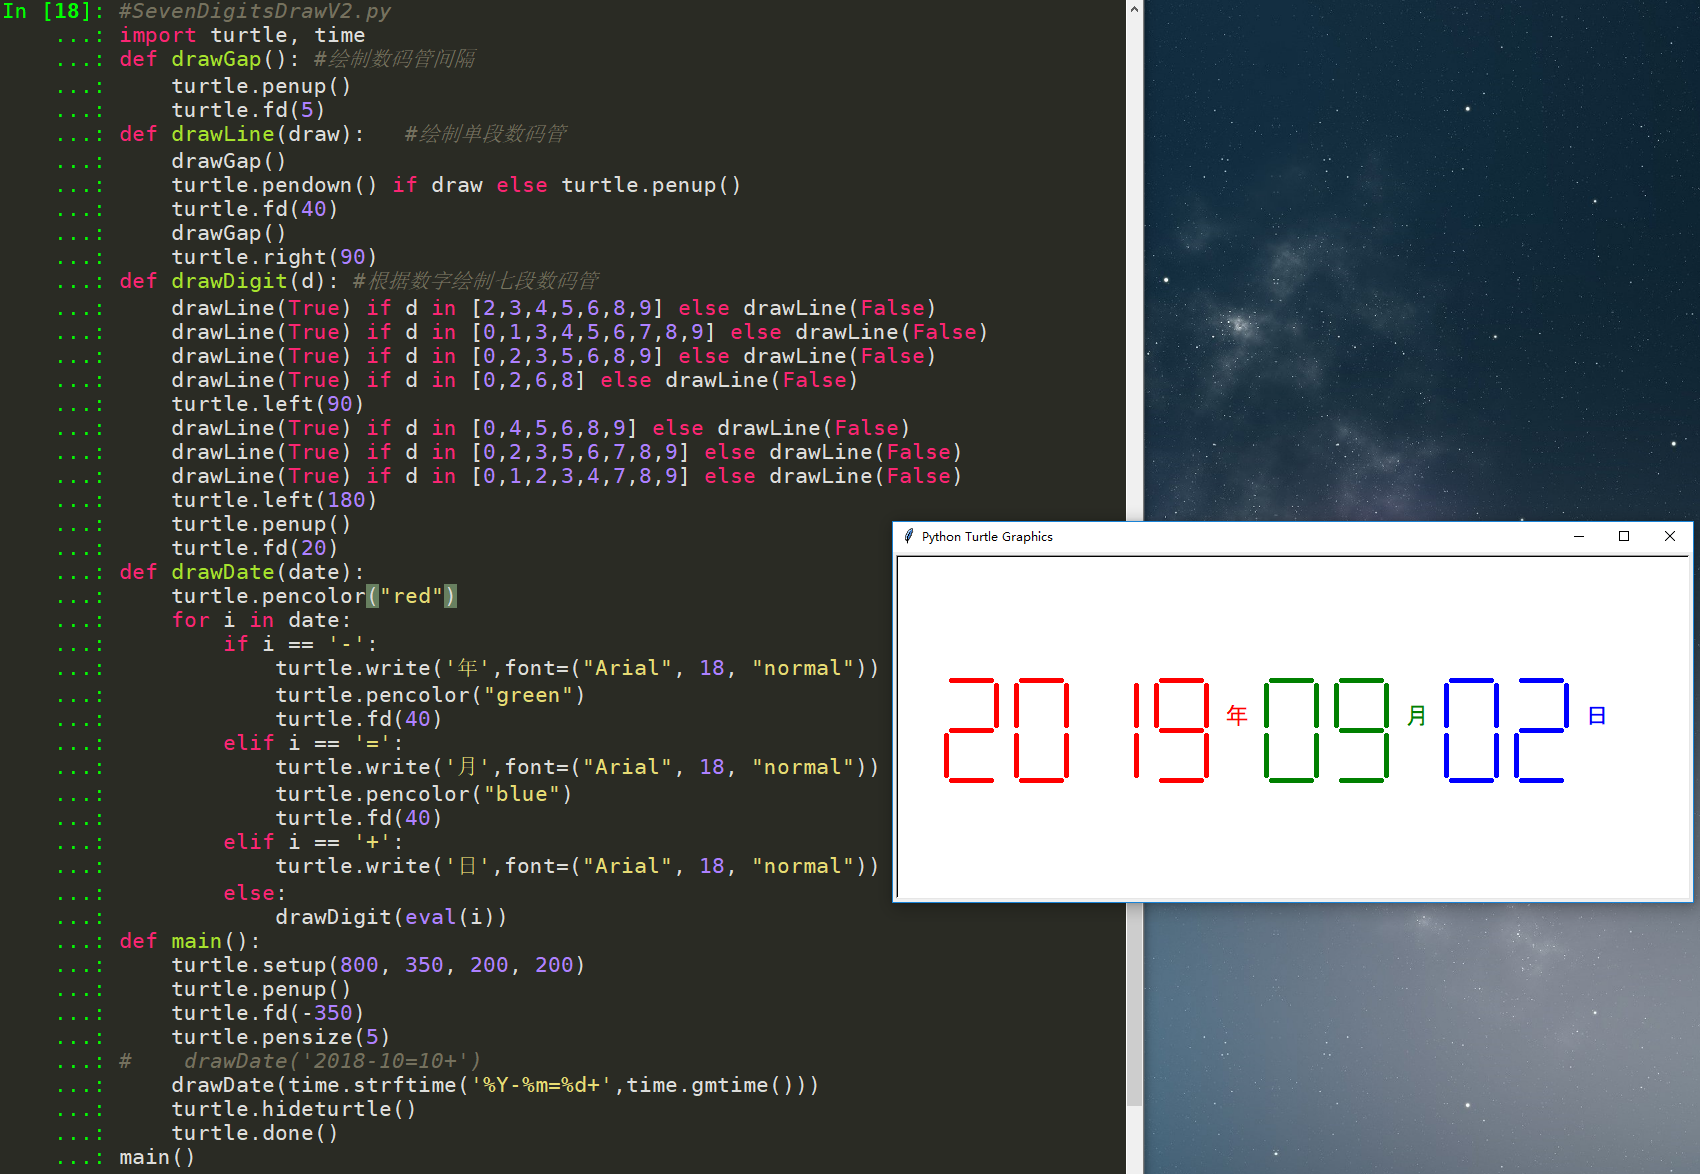 In [18]: #SevenDigitsDrawV2.py
    ...: import turtle, time
    ...: def drawGap(): #绘制数码管间隔
    ...:     turtle.penup()
    ...:     turtle.fd(5)
    ...: def drawLine(draw):   #绘制单段数码管
    ...:     drawGap()
    ...:     turtle.pendown() if draw else turtle.penup()
    ...:     turtle.fd(40)
    ...:     drawGap()
    ...:     turtle.right(90)
    ...: def drawDigit(d): #根据数字绘制七段数码管
    ...:     drawLine(True) if d in [2,3,4,5,6,8,9] else drawLine(False)
    ...:     drawLine(True) if d in [0,1,3,4,5,6,7,8,9] else drawLine(False)
    ...:     drawLine(True) if d in [0,2,3,5,6,8,9] else drawLine(False)
    ...:     drawLine(True) if d in [0,2,6,8] else drawLine(False)
    ...:     turtle.left(90)
    ...:     drawLine(True) if d in [0,4,5,6,8,9] else drawLine(False)
    ...:     drawLine(True) if d in [0,2,3,5,6,7,8,9] else drawLine(False)
    ...:     drawLine(True) if d in [0,1,2,3,4,7,8,9] else drawLine(False)
    ...:     turtle.left(180)
    ...:     turtle.penup()
    ...:     turtle.fd(20)
    ...: def drawDate(date):
    ...:     turtle.pencolor("red")
    ...:     for i in date:
    ...:         if i == '-':
    ...:             turtle.write('年',font=("Arial", 18, "normal"))
    ...:             turtle.pencolor("green")
    ...:             turtle.fd(40)
    ...:         elif i == '=':
    ...:             turtle.write('月',font=("Arial", 18, "normal"))
    ...:             turtle.pencolor("blue")
    ...:             turtle.fd(40)
    ...:         elif i == '+':
    ...:             turtle.write('日',font=("Arial", 18, "normal"))
    ...:         else:
    ...:             drawDigit(eval(i))
    ...: def main():
    ...:     turtle.setup(800, 350, 200, 200)
    ...:     turtle.penup()
    ...:     turtle.fd(-350)
    ...:     turtle.pensize(5)
    ...: #    drawDate('2018-10=10+')
    ...:     drawDate(time.strftime('%Y-%m=%d+',time.gmtime()))
    ...:     turtle.hideturtle()
    ...:     turtle.done()
    ...: main()
Python Turtle Graphics
2019年09月02日